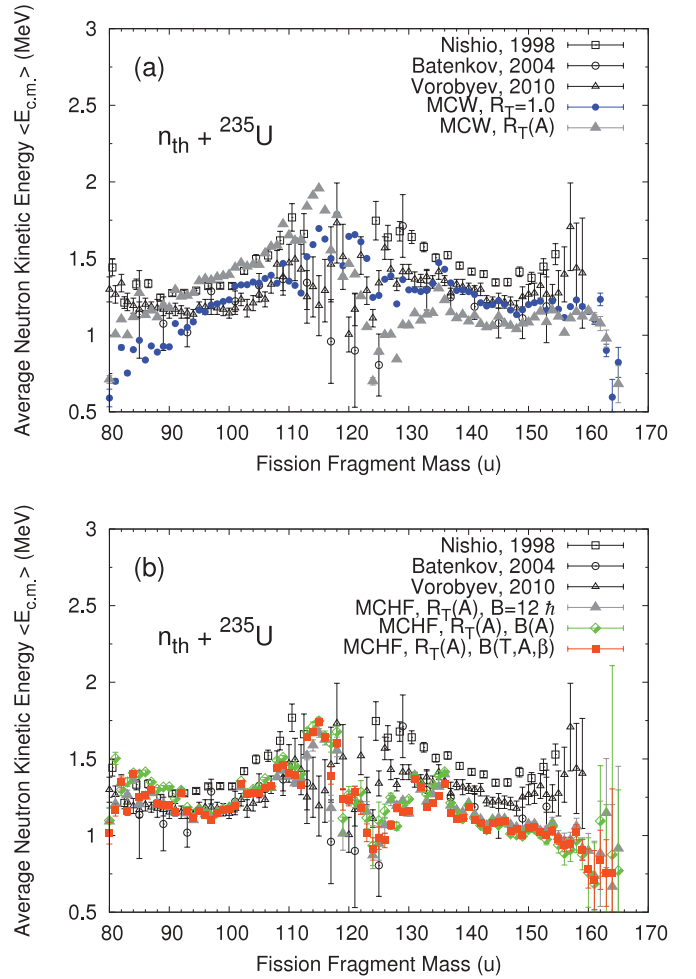 Average Neutron Kinetic Energy <E_c.m.> (MeV)
3
2.5
2
1.5
1
0.5
(a)
n_th + ²³⁵U
Nishio, 1998
Batenkov, 2004
Vorobyev, 2010
MCW, R_T=1.0
MCW, R_T(A)
80 90 100 110 120 130 140 150 160 170
Fission Fragment Mass (u)
Average Neutron Kinetic Energy <E_c.m.> (MeV)
3
2.5
2
1.5
1
0.5
(b)
n_th + ²³⁵U
Nishio, 1998
Batenkov, 2004
Vorobyev, 2010
MCHF, R_T(A), B=12 ℏ
MCHF, R_T(A), B(A)
MCHF, R_T(A), B(T,A,β)
80 90 100 110 120 130 140 150 160 170
Fission Fragment Mass (u)